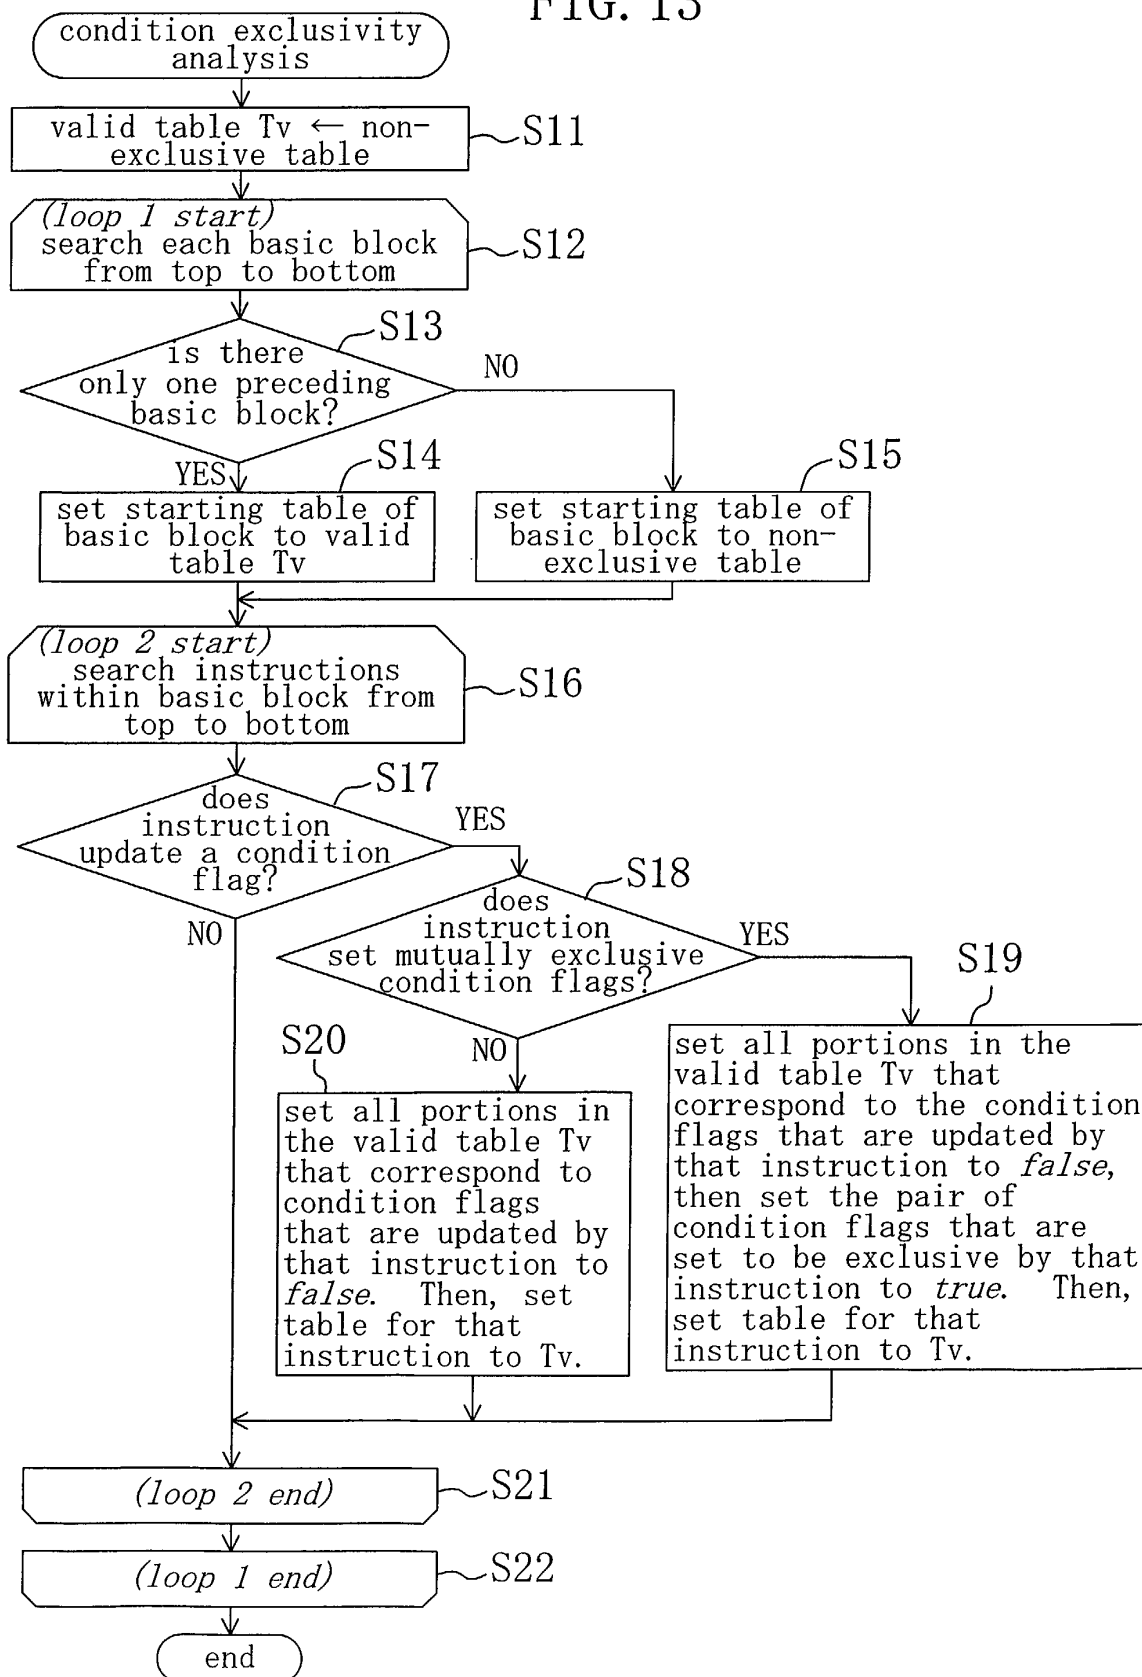 FIG. 13
condition exclusivity
analysis
valid table Tv ← non-
exclusive table
S11
(loop 1 start)
search each basic block
from top to bottom
S12
S13
is there
only one preceding
basic block?
NO
YES
S14
S15
set starting table of
basic block to valid
table Tv
set starting table of
basic block to non-
exclusive table
(loop 2 start)
search instructions
within basic block from
top to bottom
S16
S17
does
instruction
update a condition
flag?
YES
NO
S18
does
instruction
set mutually exclusive
condition flags?
YES
NO
S19
S20
set all portions in
the valid table Tv
that correspond to
condition flags
that are updated by
that instruction to
false. Then, set
table for that
instruction to Tv.
set all portions in the
valid table Tv that
correspond to the condition
flags that are updated by
that instruction to false,
then set the pair of
condition flags that are
set to be exclusive by that
instruction to true. Then,
set table for that
instruction to Tv.
(loop 2 end)
S21
(loop 1 end)
S22
end